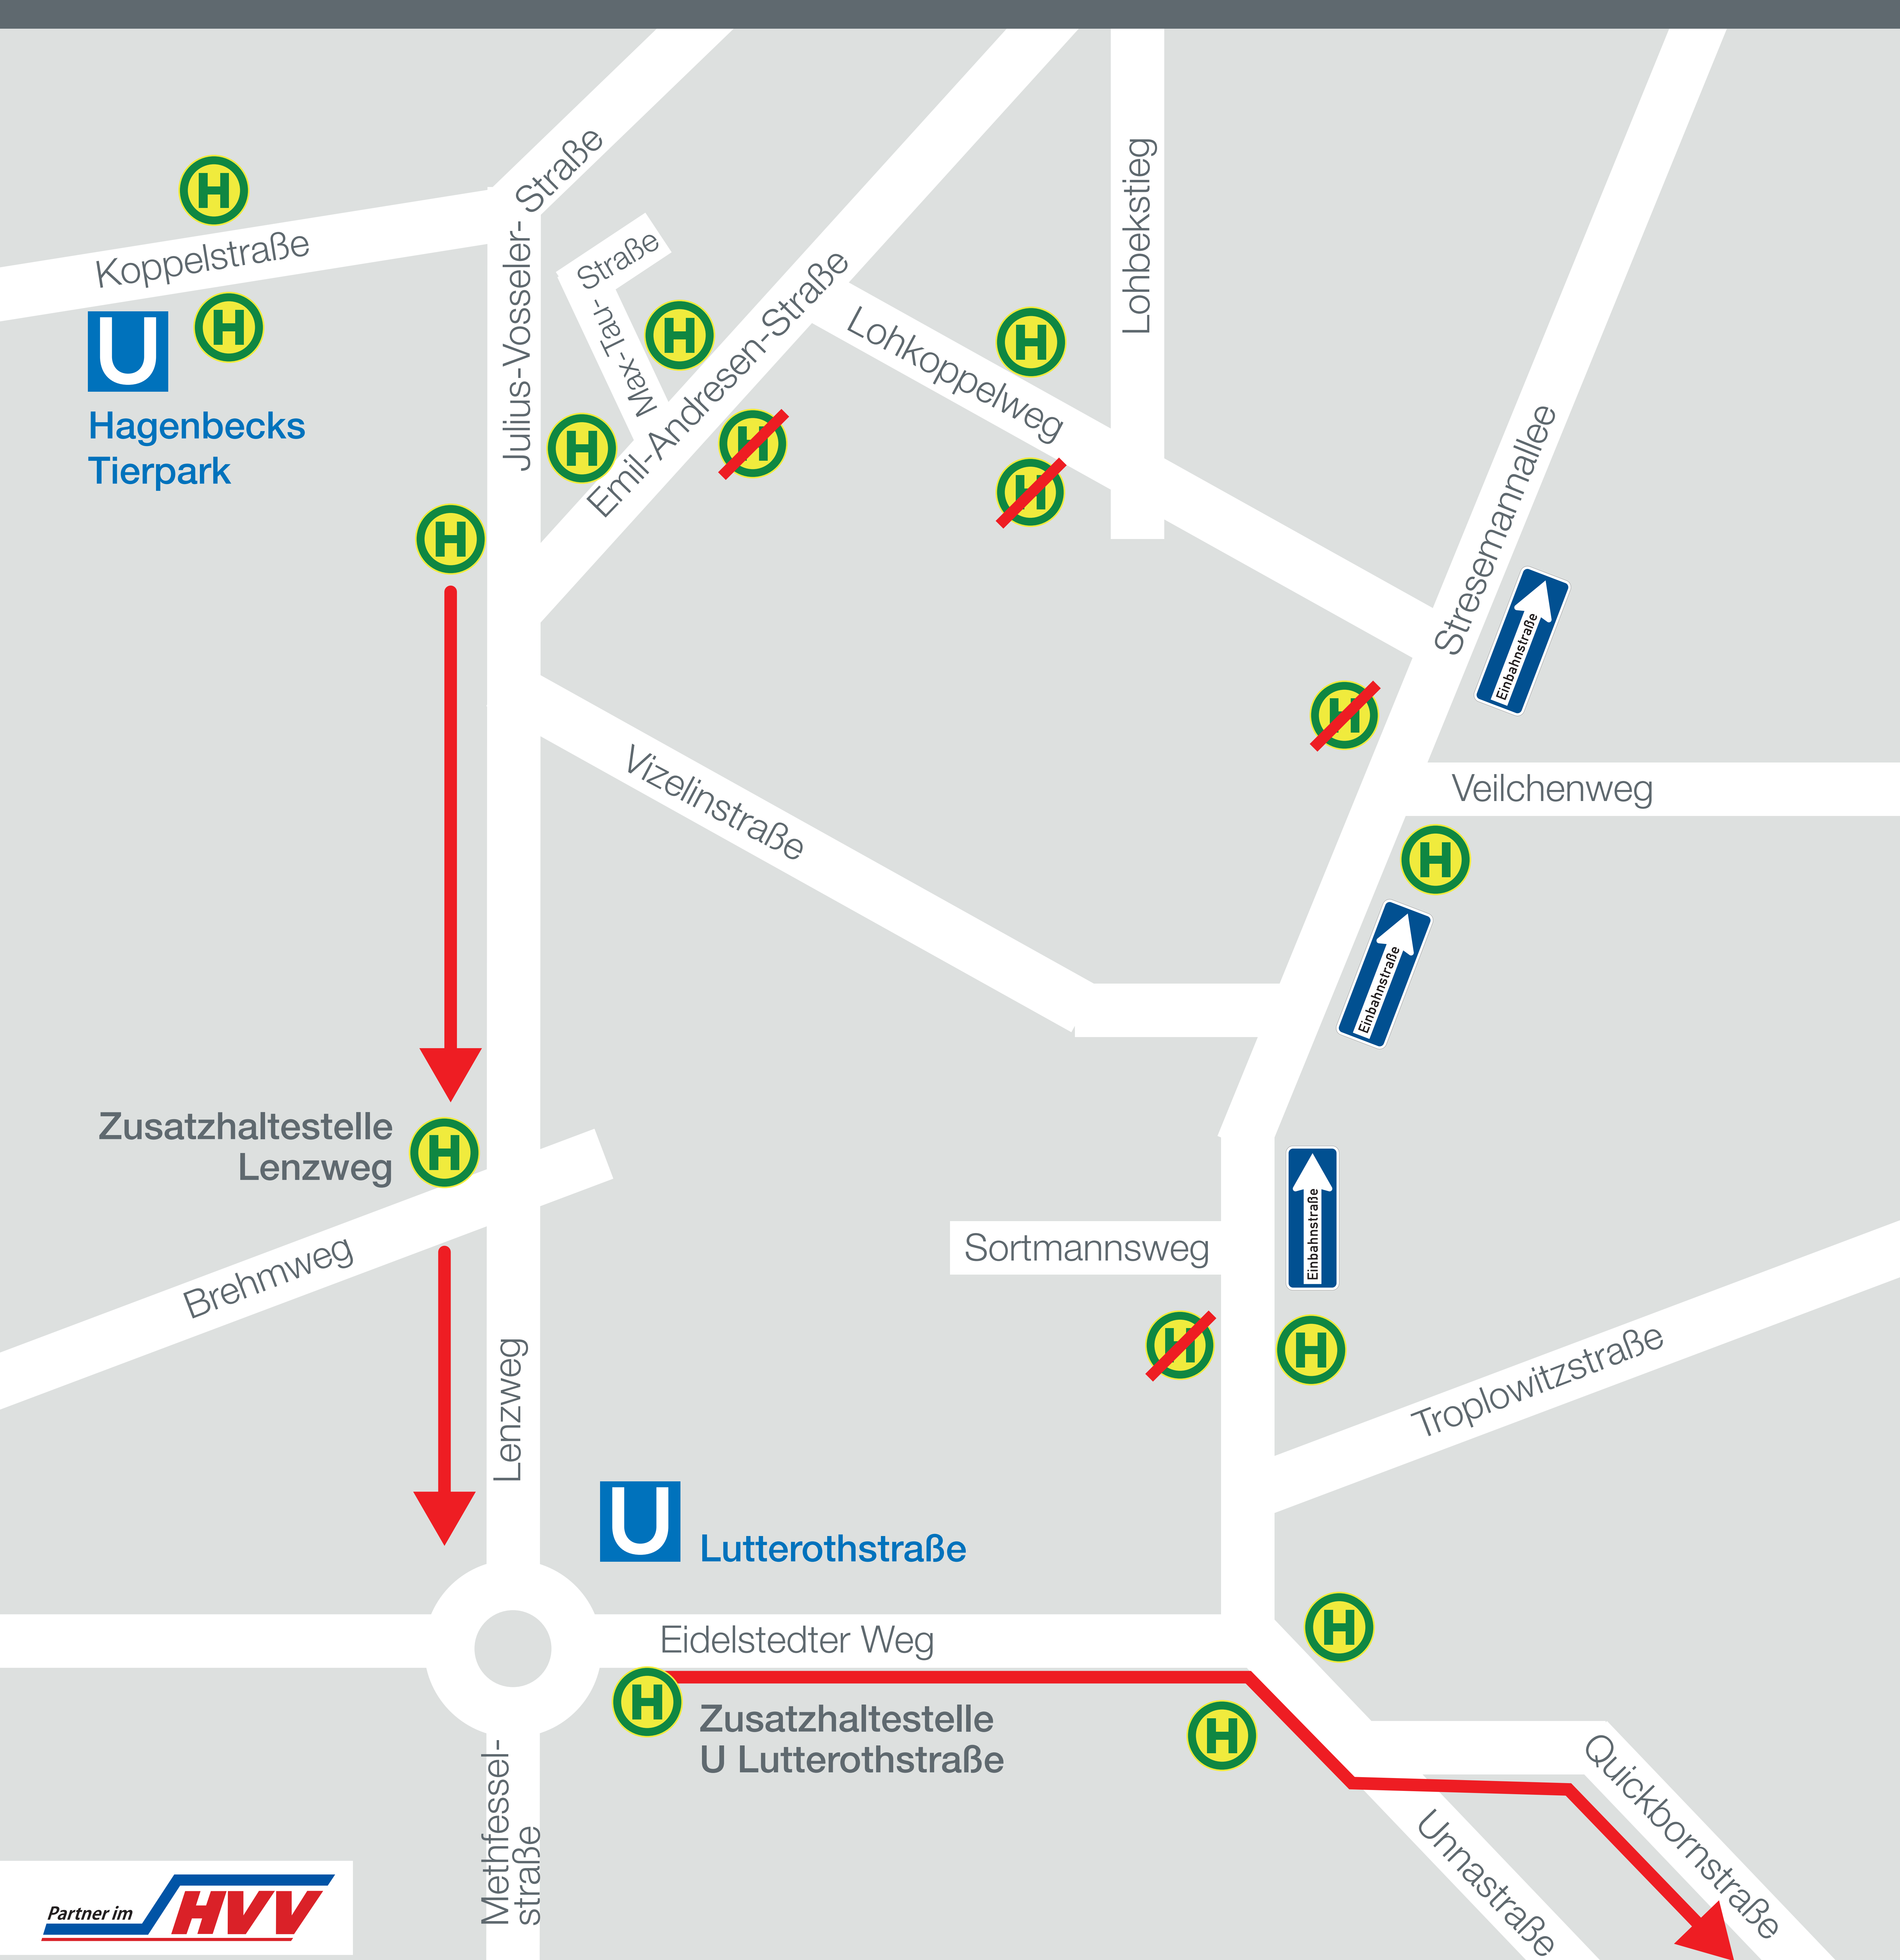 Straße
Julius-Vosseler-
Koppelstraße
Straße
Max-Tau-
Emil-Andresen-Straße
Lohkoppelweg
Lohbekstieg
Stresemannallee
H
H
H
H
H
H
H
H
U
Hagenbecks
Tierpark
Einbahnstraße
H
Veilchenweg
Vizelinstraße
H
Einbahnstraße
Zusatzhaltestelle
Lenzweg
H
Brehmweg
Einbahnstraße
Sortmannsweg
H
H
Troplowitzstraße
Lenzweg
U
Lutterothstraße
Eidelstedter Weg
H
H
Zusatzhaltestelle
U Lutterothstraße
H
Methfessel-
straße
Quickbornstraße
Unnastraße
Partner im
HVV